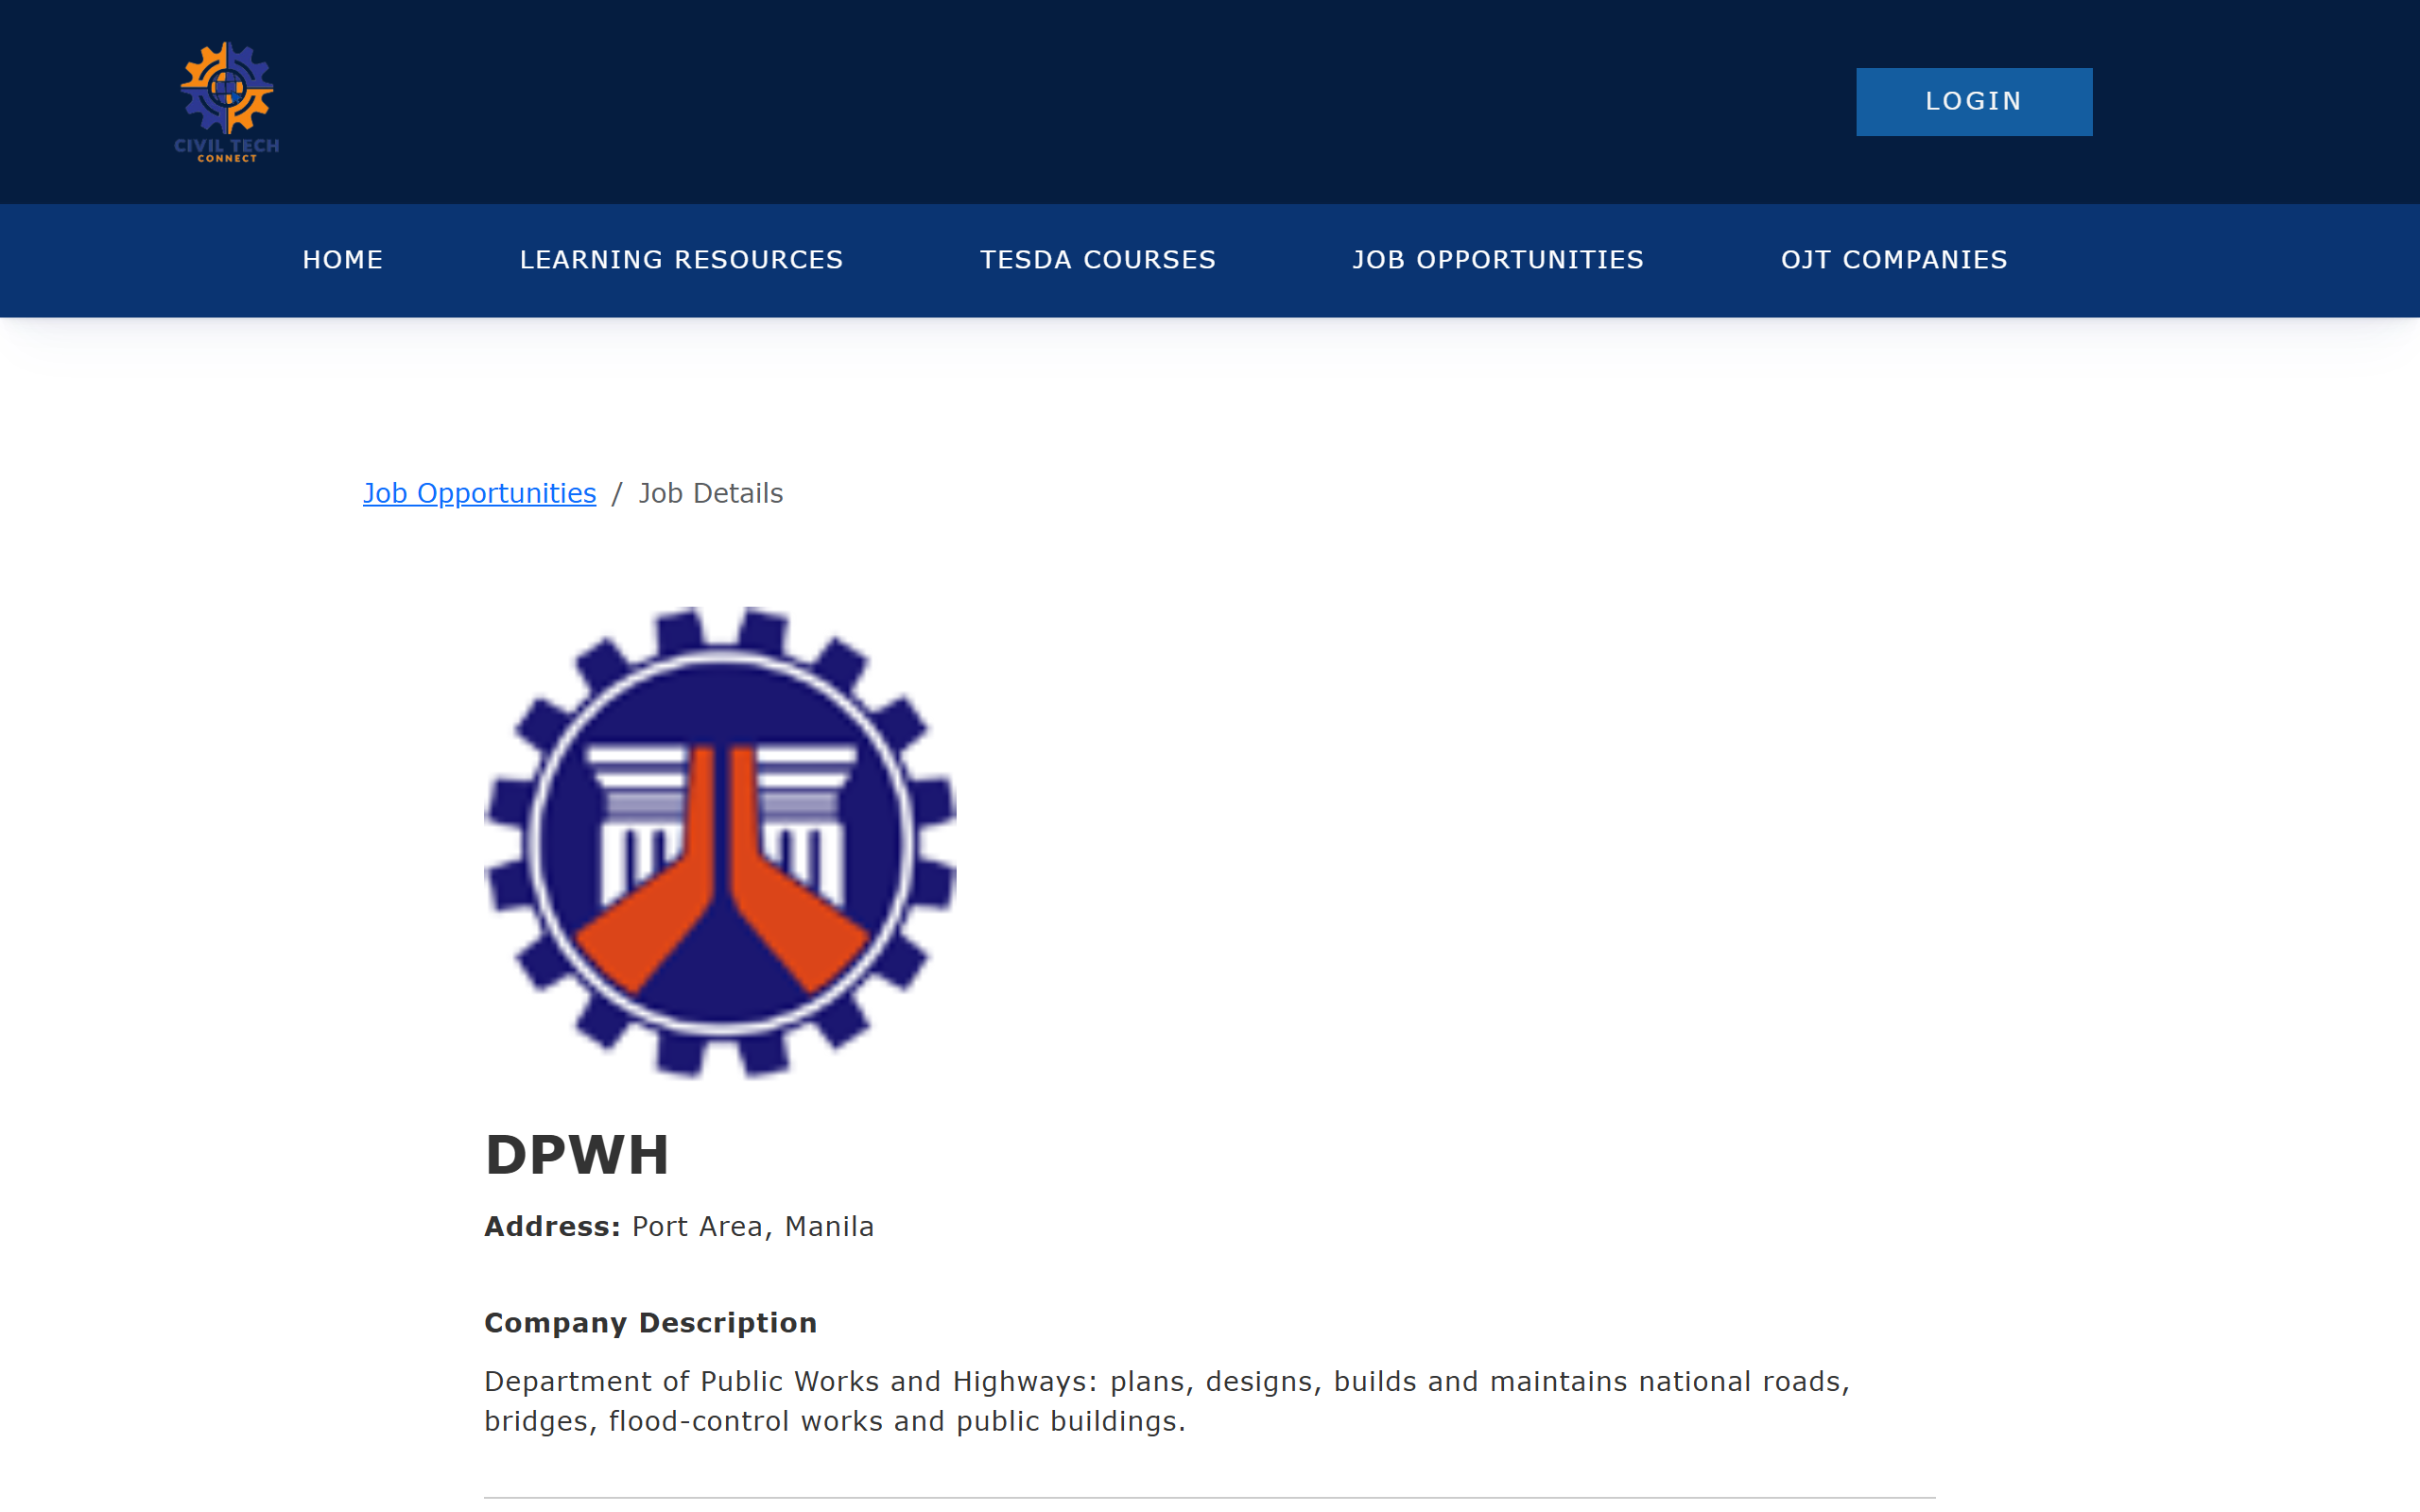 CIVIL TECH
CONNECT
LOGIN
HOME LEARNING RESOURCES TESDA COURSES JOB OPPORTUNITIES OJT COMPANIES
Job Opportunities / Job Details
DPWH
Address: Port Area, Manila
Company Description
Department of Public Works and Highways: plans, designs, builds and maintains national roads,
bridges, flood-control works and public buildings.